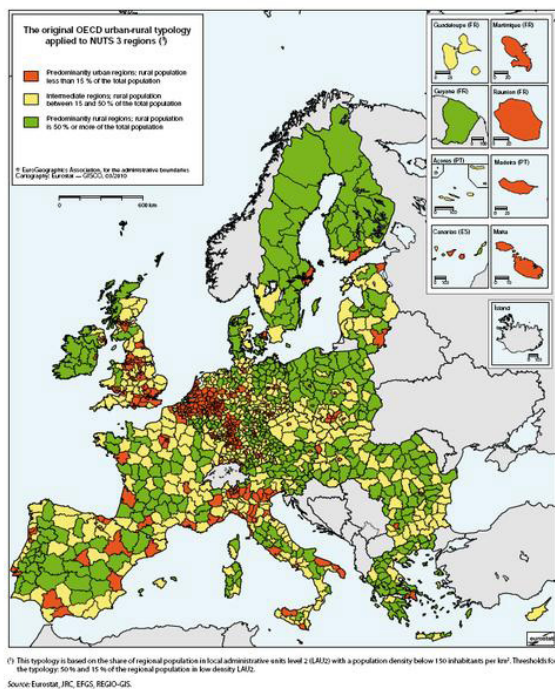 The original OECD urban-rural typology
applied to NUTS 3 regions (¹)
Predominantly urban regions; rural population
less than 15 % of the total population
Intermediate regions; rural population
between 15 and 50 % of the total population
Predominantly rural regions; rural population
is 50 % or more of the total population
© EuroGeographics Association, for the administrative boundaries
Cartography: Eurostat — GISCO, 03/2010
600 km
Guadeloupe (FR)
Martinique (FR)
Guyane (FR)
Réunion (FR)
Açores (PT)
Madeira (PT)
Canarias (ES)
Malta
Island
eurostat
(¹) This typology is based on the share of regional population in local administrative units level 2 (LAU2) with a population density below 150 inhabitants per km². Thresholds for
the typology: 50 % and 15 % of the regional population in low density LAU2.
Source: Eurostat, JRC, EFGS, REGIO-GIS.